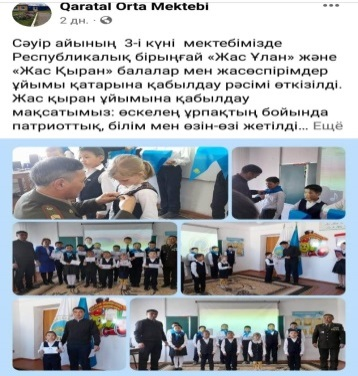 Qaratal Orta Mektebi
2 дн.
Сәуір айының 3-і күні мектебімізде
Республикалық бірыңғай «Жас Ұлан» және
«Жас Қыран» балалар мен жасөспірімдер
ұйымы қатарына қабылдау рәсімі өткізілді.
Жас қыран ұйымына қабылдау
мақсатымыз: өскелең ұрпақтың бойында
патриоттық, білім мен өзін-өзі жетілді... Ещё